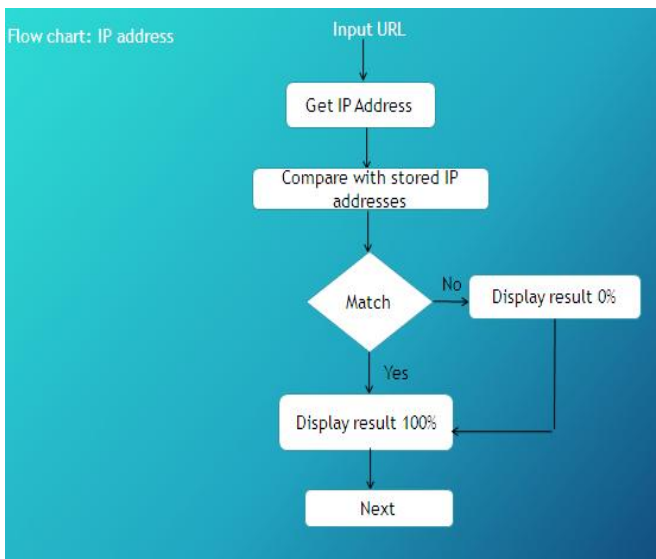 Flow chart: IP address
Input URL
Get IP Address
Compare with stored IP
addresses
Match
No
Display result 0%
Yes
Display result 100%
Next